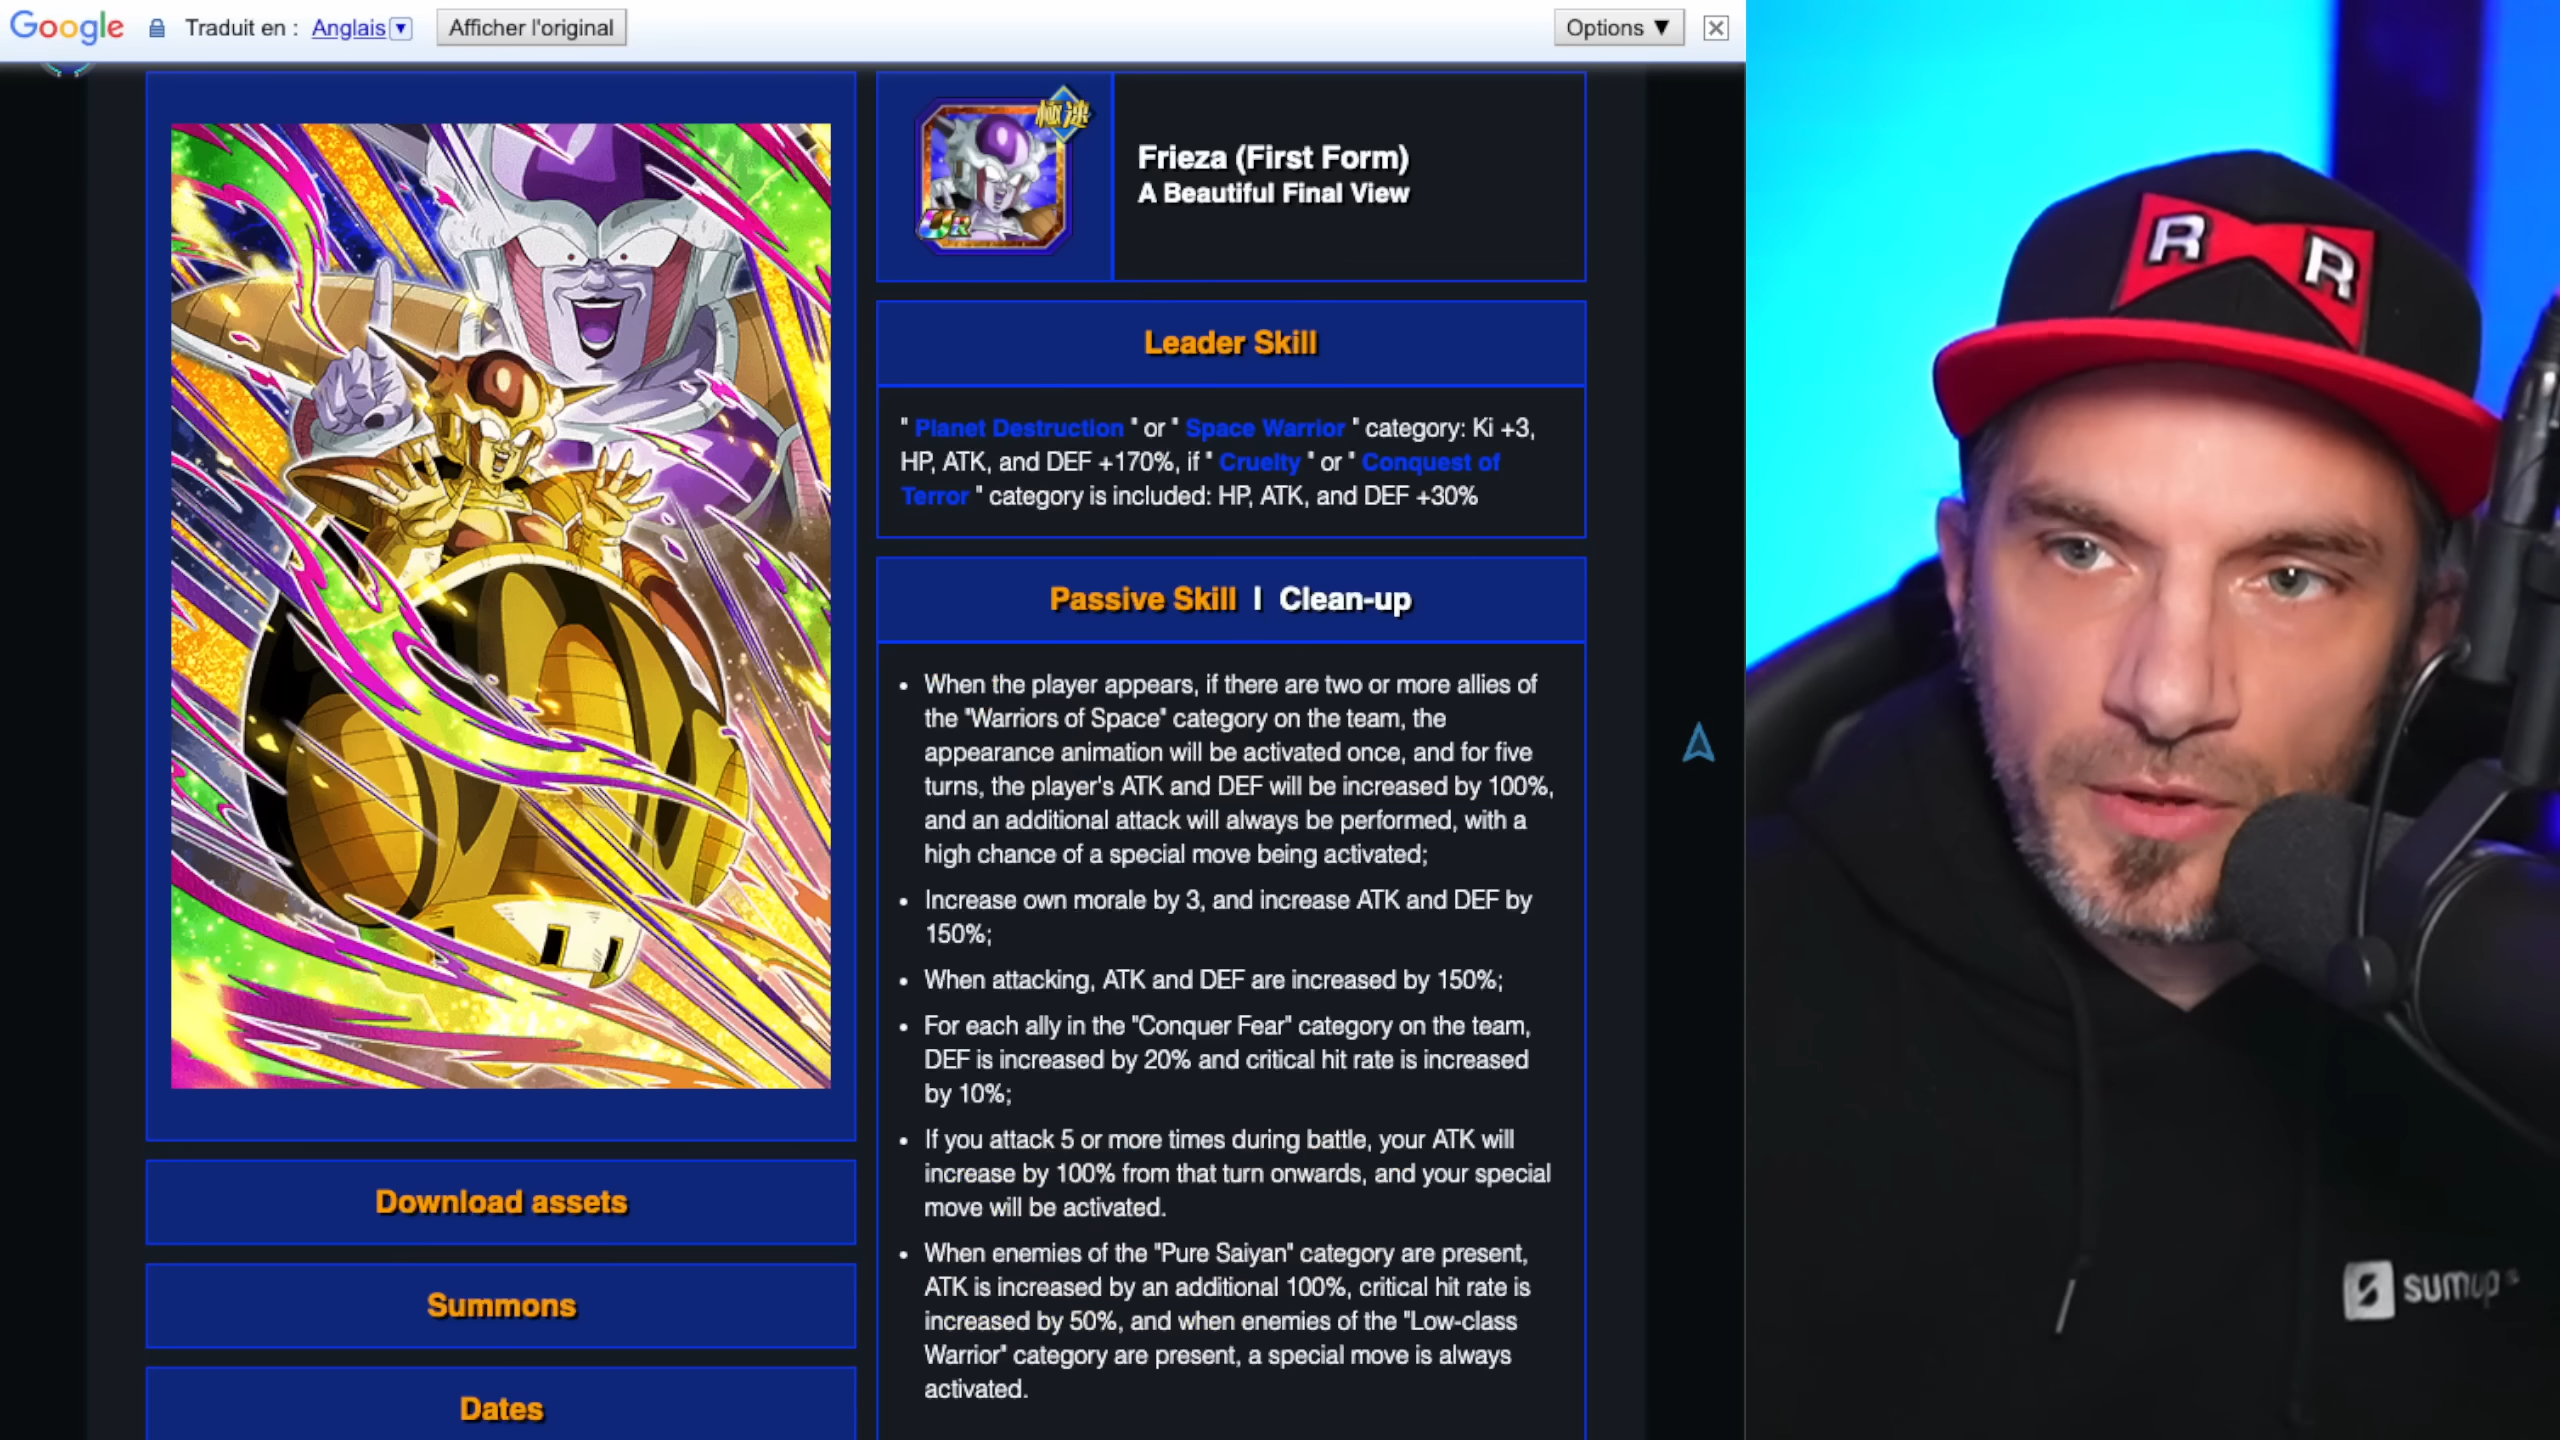 Google Traduit en : Anglais ▼ Afficher l'original Options ▼
極速
UR
Frieza (First Form)
A Beautiful Final View
Leader Skill
" Planet Destruction " or " Space Warrior " category: Ki +3,
HP, ATK, and DEF +170%, if " Cruelty " or " Conquest of
Terror " category is included: HP, ATK, and DEF +30%
Passive Skill | Clean-up
• When the player appears, if there are two or more allies of
the "Warriors of Space" category on the team, the
appearance animation will be activated once, and for five
turns, the player's ATK and DEF will be increased by 100%,
and an additional attack will always be performed, with a
high chance of a special move being activated;
• Increase own morale by 3, and increase ATK and DEF by
150%;
• When attacking, ATK and DEF are increased by 150%;
• For each ally in the "Conquer Fear" category on the team,
DEF is increased by 20% and critical hit rate is increased
by 10%;
• If you attack 5 or more times during battle, your ATK will
increase by 100% from that turn onwards, and your special
move will be activated.
• When enemies of the "Pure Saiyan" category are present,
ATK is increased by an additional 100%, critical hit rate is
increased by 50%, and when enemies of the "Low-class
Warrior" category are present, a special move is always
activated.
Download assets
Summons
Dates
R R
sumup